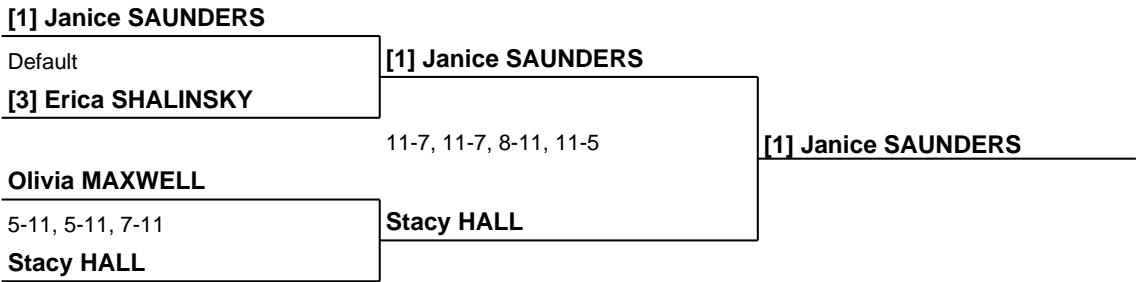 [1] Janice SAUNDERS
Default
[1] Janice SAUNDERS
[3] Erica SHALINSKY
11-7, 11-7, 8-11, 11-5
[1] Janice SAUNDERS
Olivia MAXWELL
5-11, 5-11, 7-11
Stacy HALL
Stacy HALL